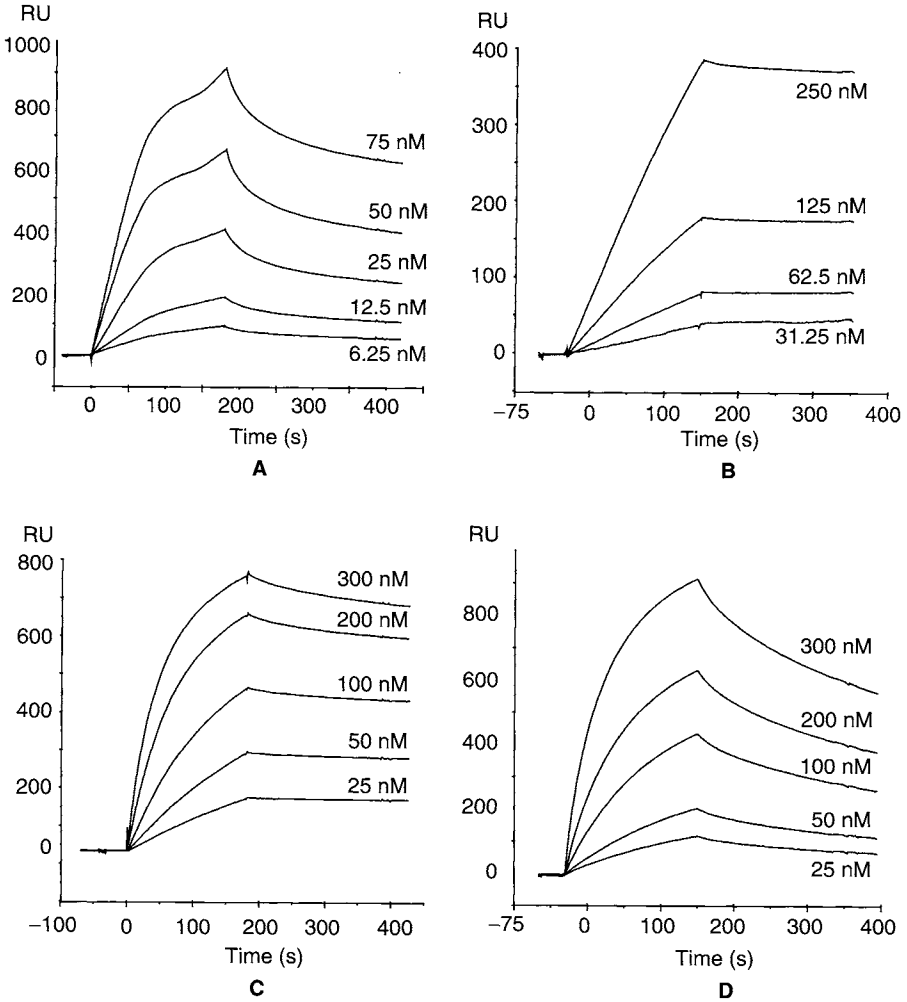 RU
1000
800
600
400
200
0
75 nM
50 nM
25 nM
12.5 nM
6.25 nM
0 100 200 300 400
Time (s)
A
RU
400
300
200
100
0
250 nM
125 nM
62.5 nM
31.25 nM
−75 0 100 200 300 400
Time (s)
B
RU
800
600
400
200
0
300 nM
200 nM
100 nM
50 nM
25 nM
−100 0 100 200 300 400
Time (s)
C
RU
800
600
400
200
0
300 nM
200 nM
100 nM
50 nM
25 nM
−75 0 100 200 300 400
Time (s)
D